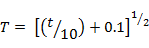 T = [(t/10) + 0.1]^1/2